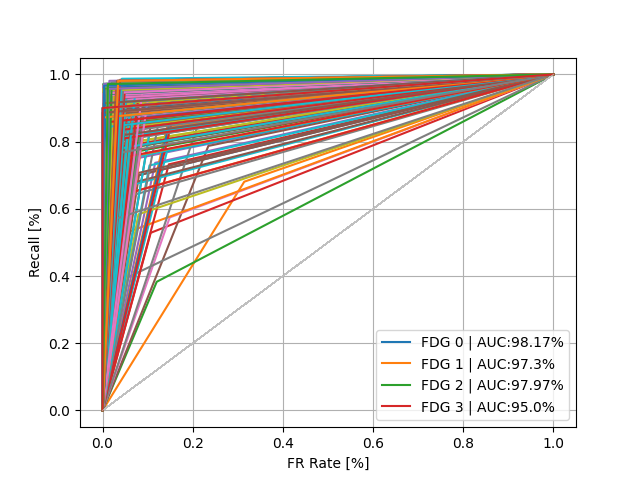 1.0
0.8
0.6
0.4
0.2
0.0
Recall [%]
FDG 0 | AUC:98.17%
FDG 1 | AUC:97.3%
FDG 2 | AUC:97.97%
FDG 3 | AUC:95.0%
0.0 0.2 0.4 0.6 0.8 1.0
FR Rate [%]